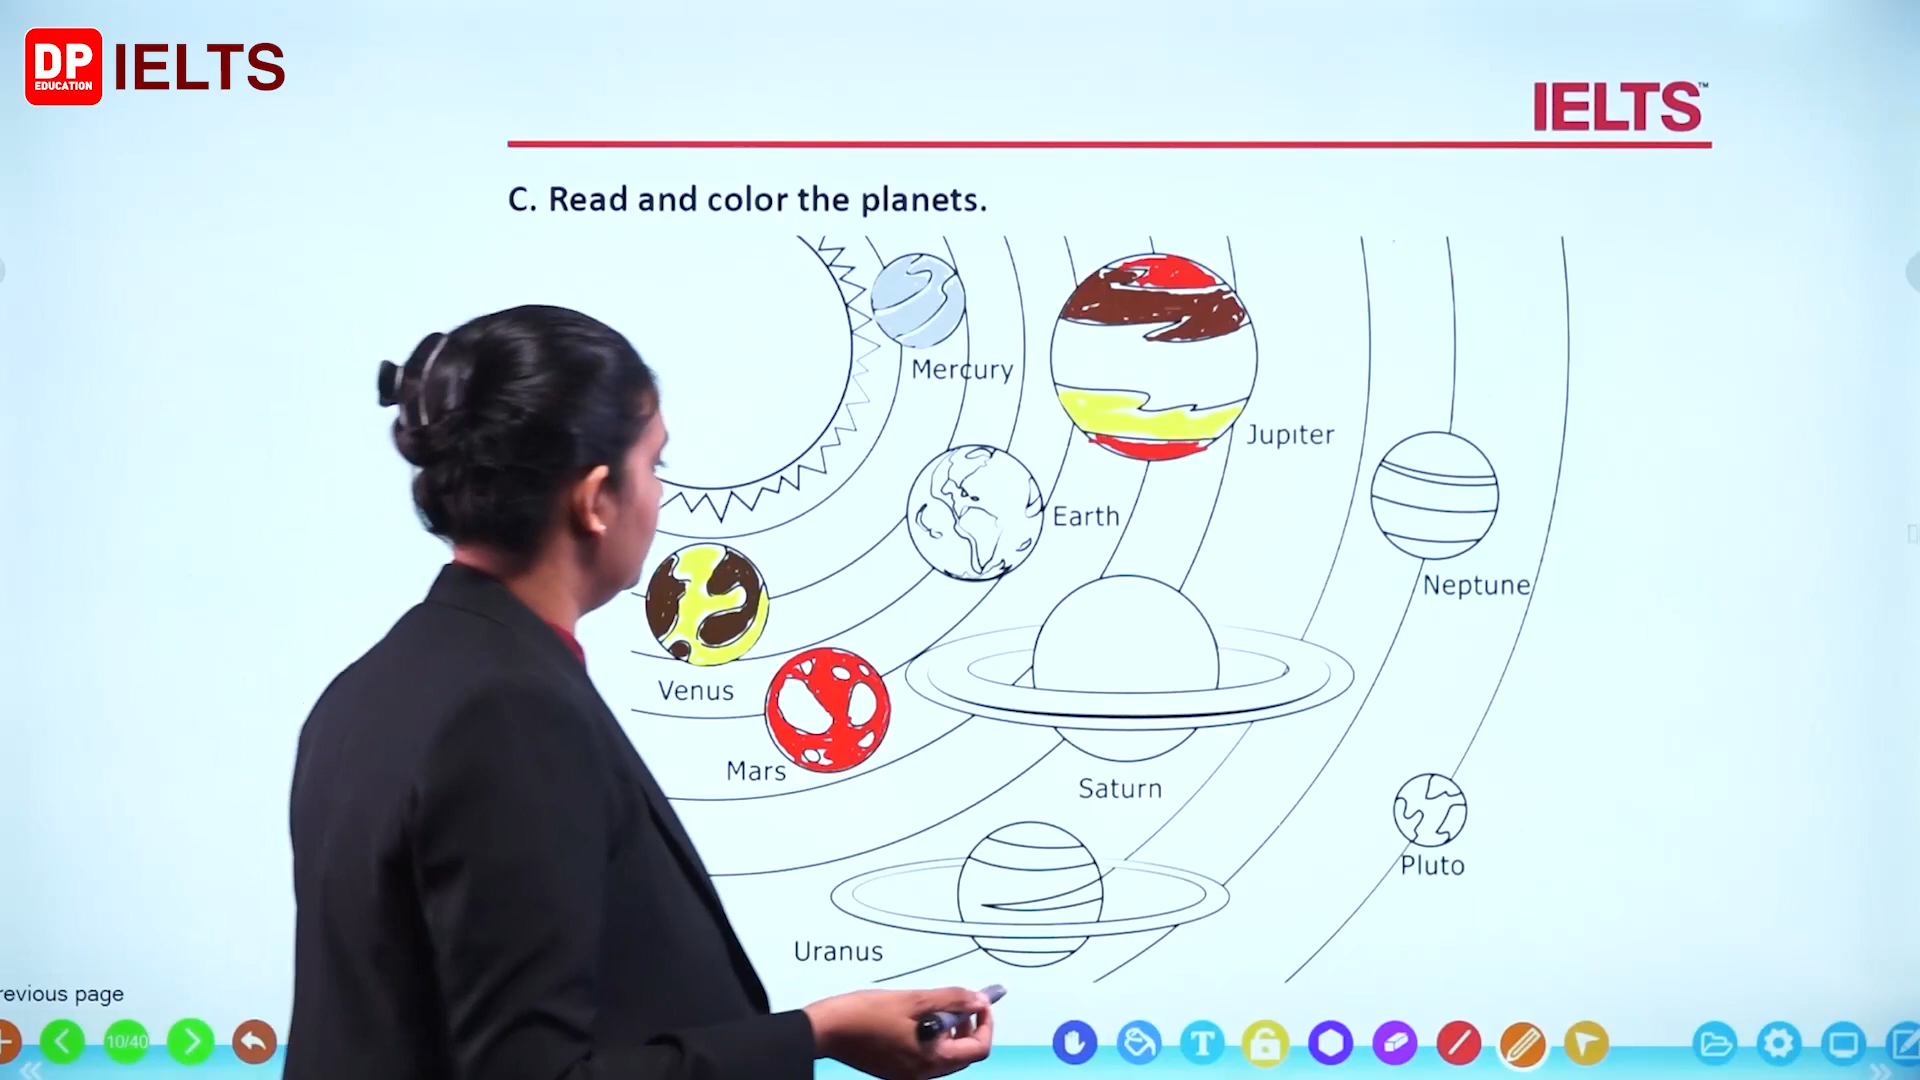 DP
EDUCATION
IELTS
IELTS™
C. Read and color the planets.
Mercury
Jupiter
Earth
Neptune
Venus
Mars
Saturn
Pluto
Uranus
revious page
10/40
T